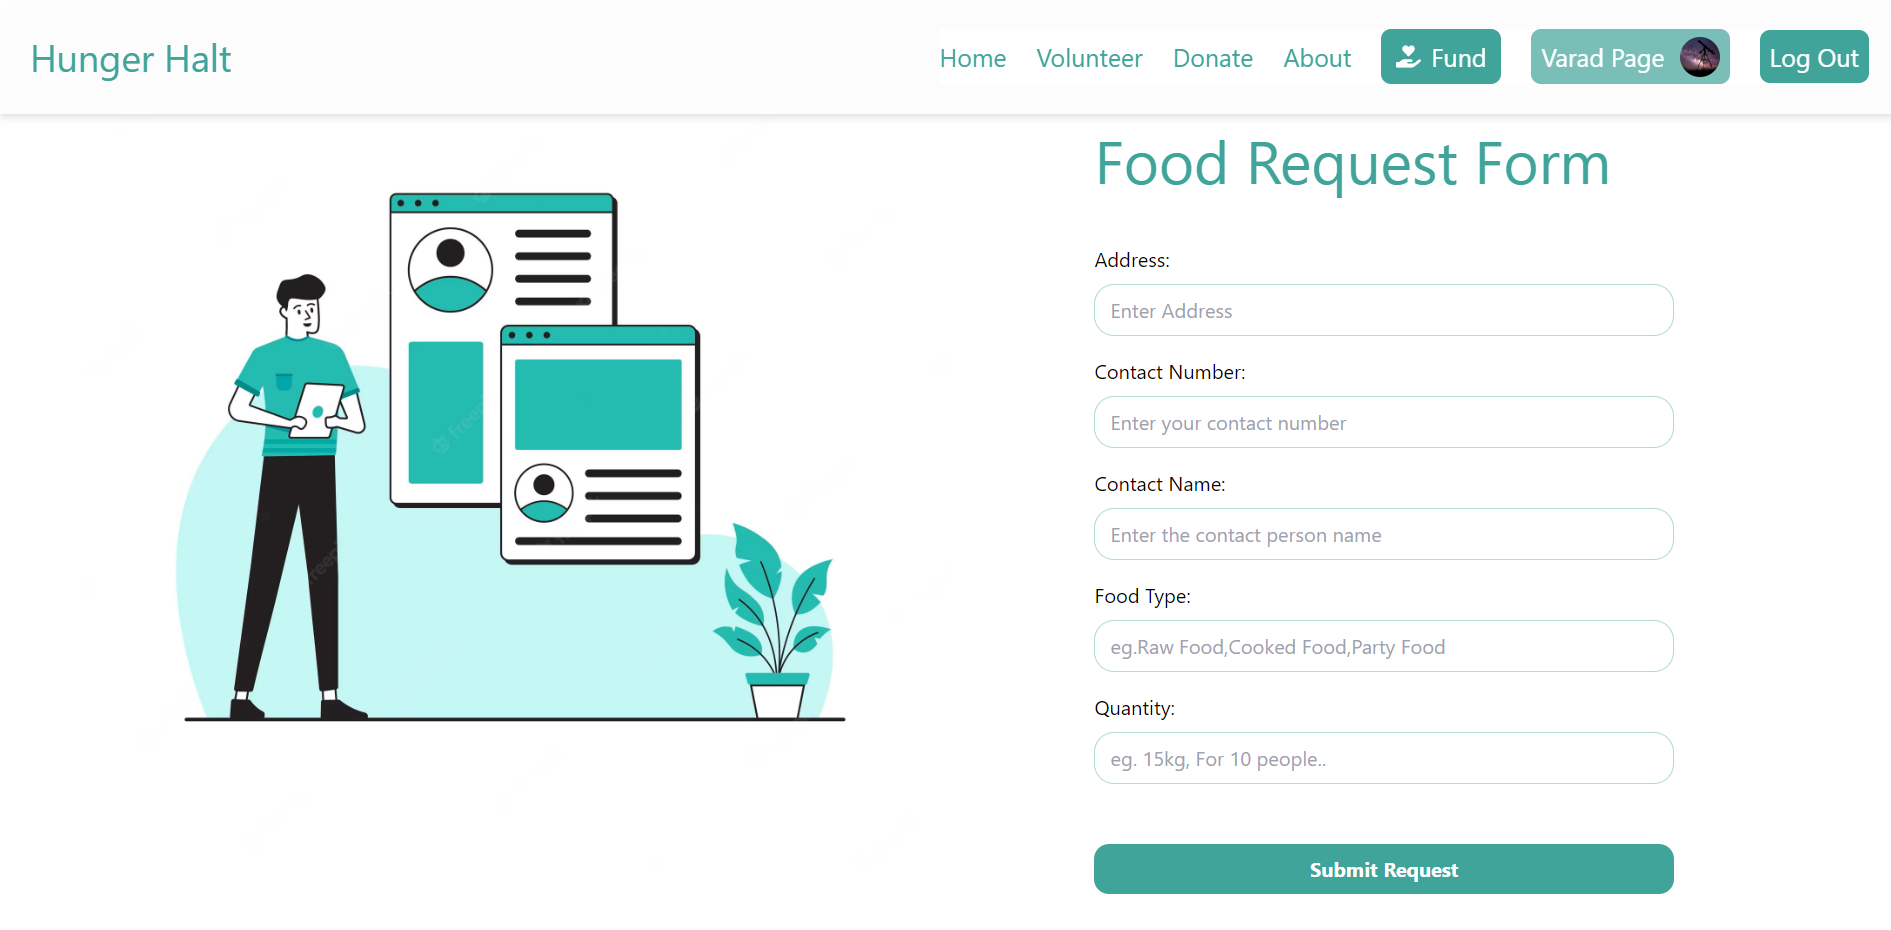 Hunger Halt
Home Volunteer Donate About Fund Varad Page Log Out
Food Request Form
Address:
Enter Address
Contact Number:
Enter your contact number
Contact Name:
Enter the contact person name
Food Type:
eg.Raw Food,Cooked Food,Party Food
Quantity:
eg. 15kg, For 10 people..
Submit Request